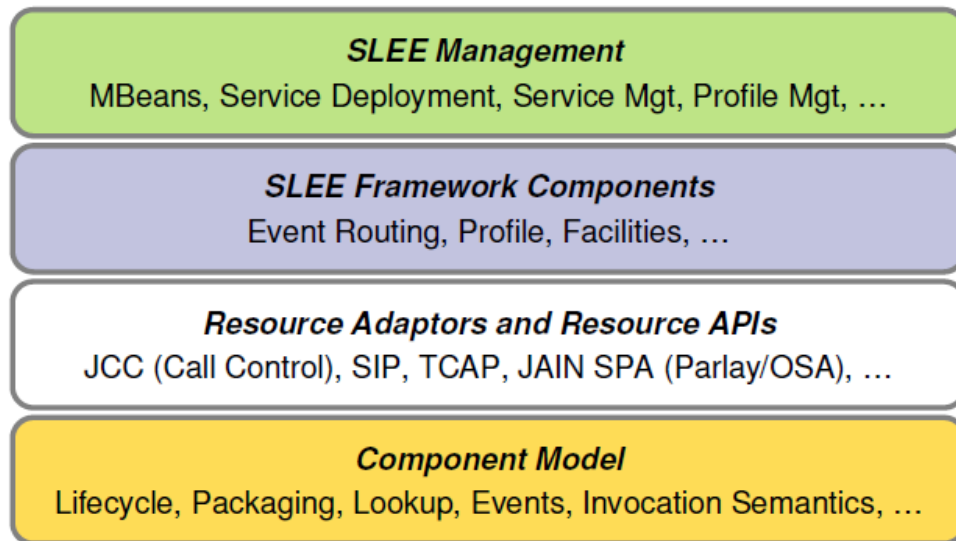 SLEE Management
MBeans, Service Deployment, Service Mgt, Profile Mgt, …
SLEE Framework Components
Event Routing, Profile, Facilities, …
Resource Adaptors and Resource APIs
JCC (Call Control), SIP, TCAP, JAIN SPA (Parlay/OSA), …
Component Model
Lifecycle, Packaging, Lookup, Events, Invocation Semantics, …